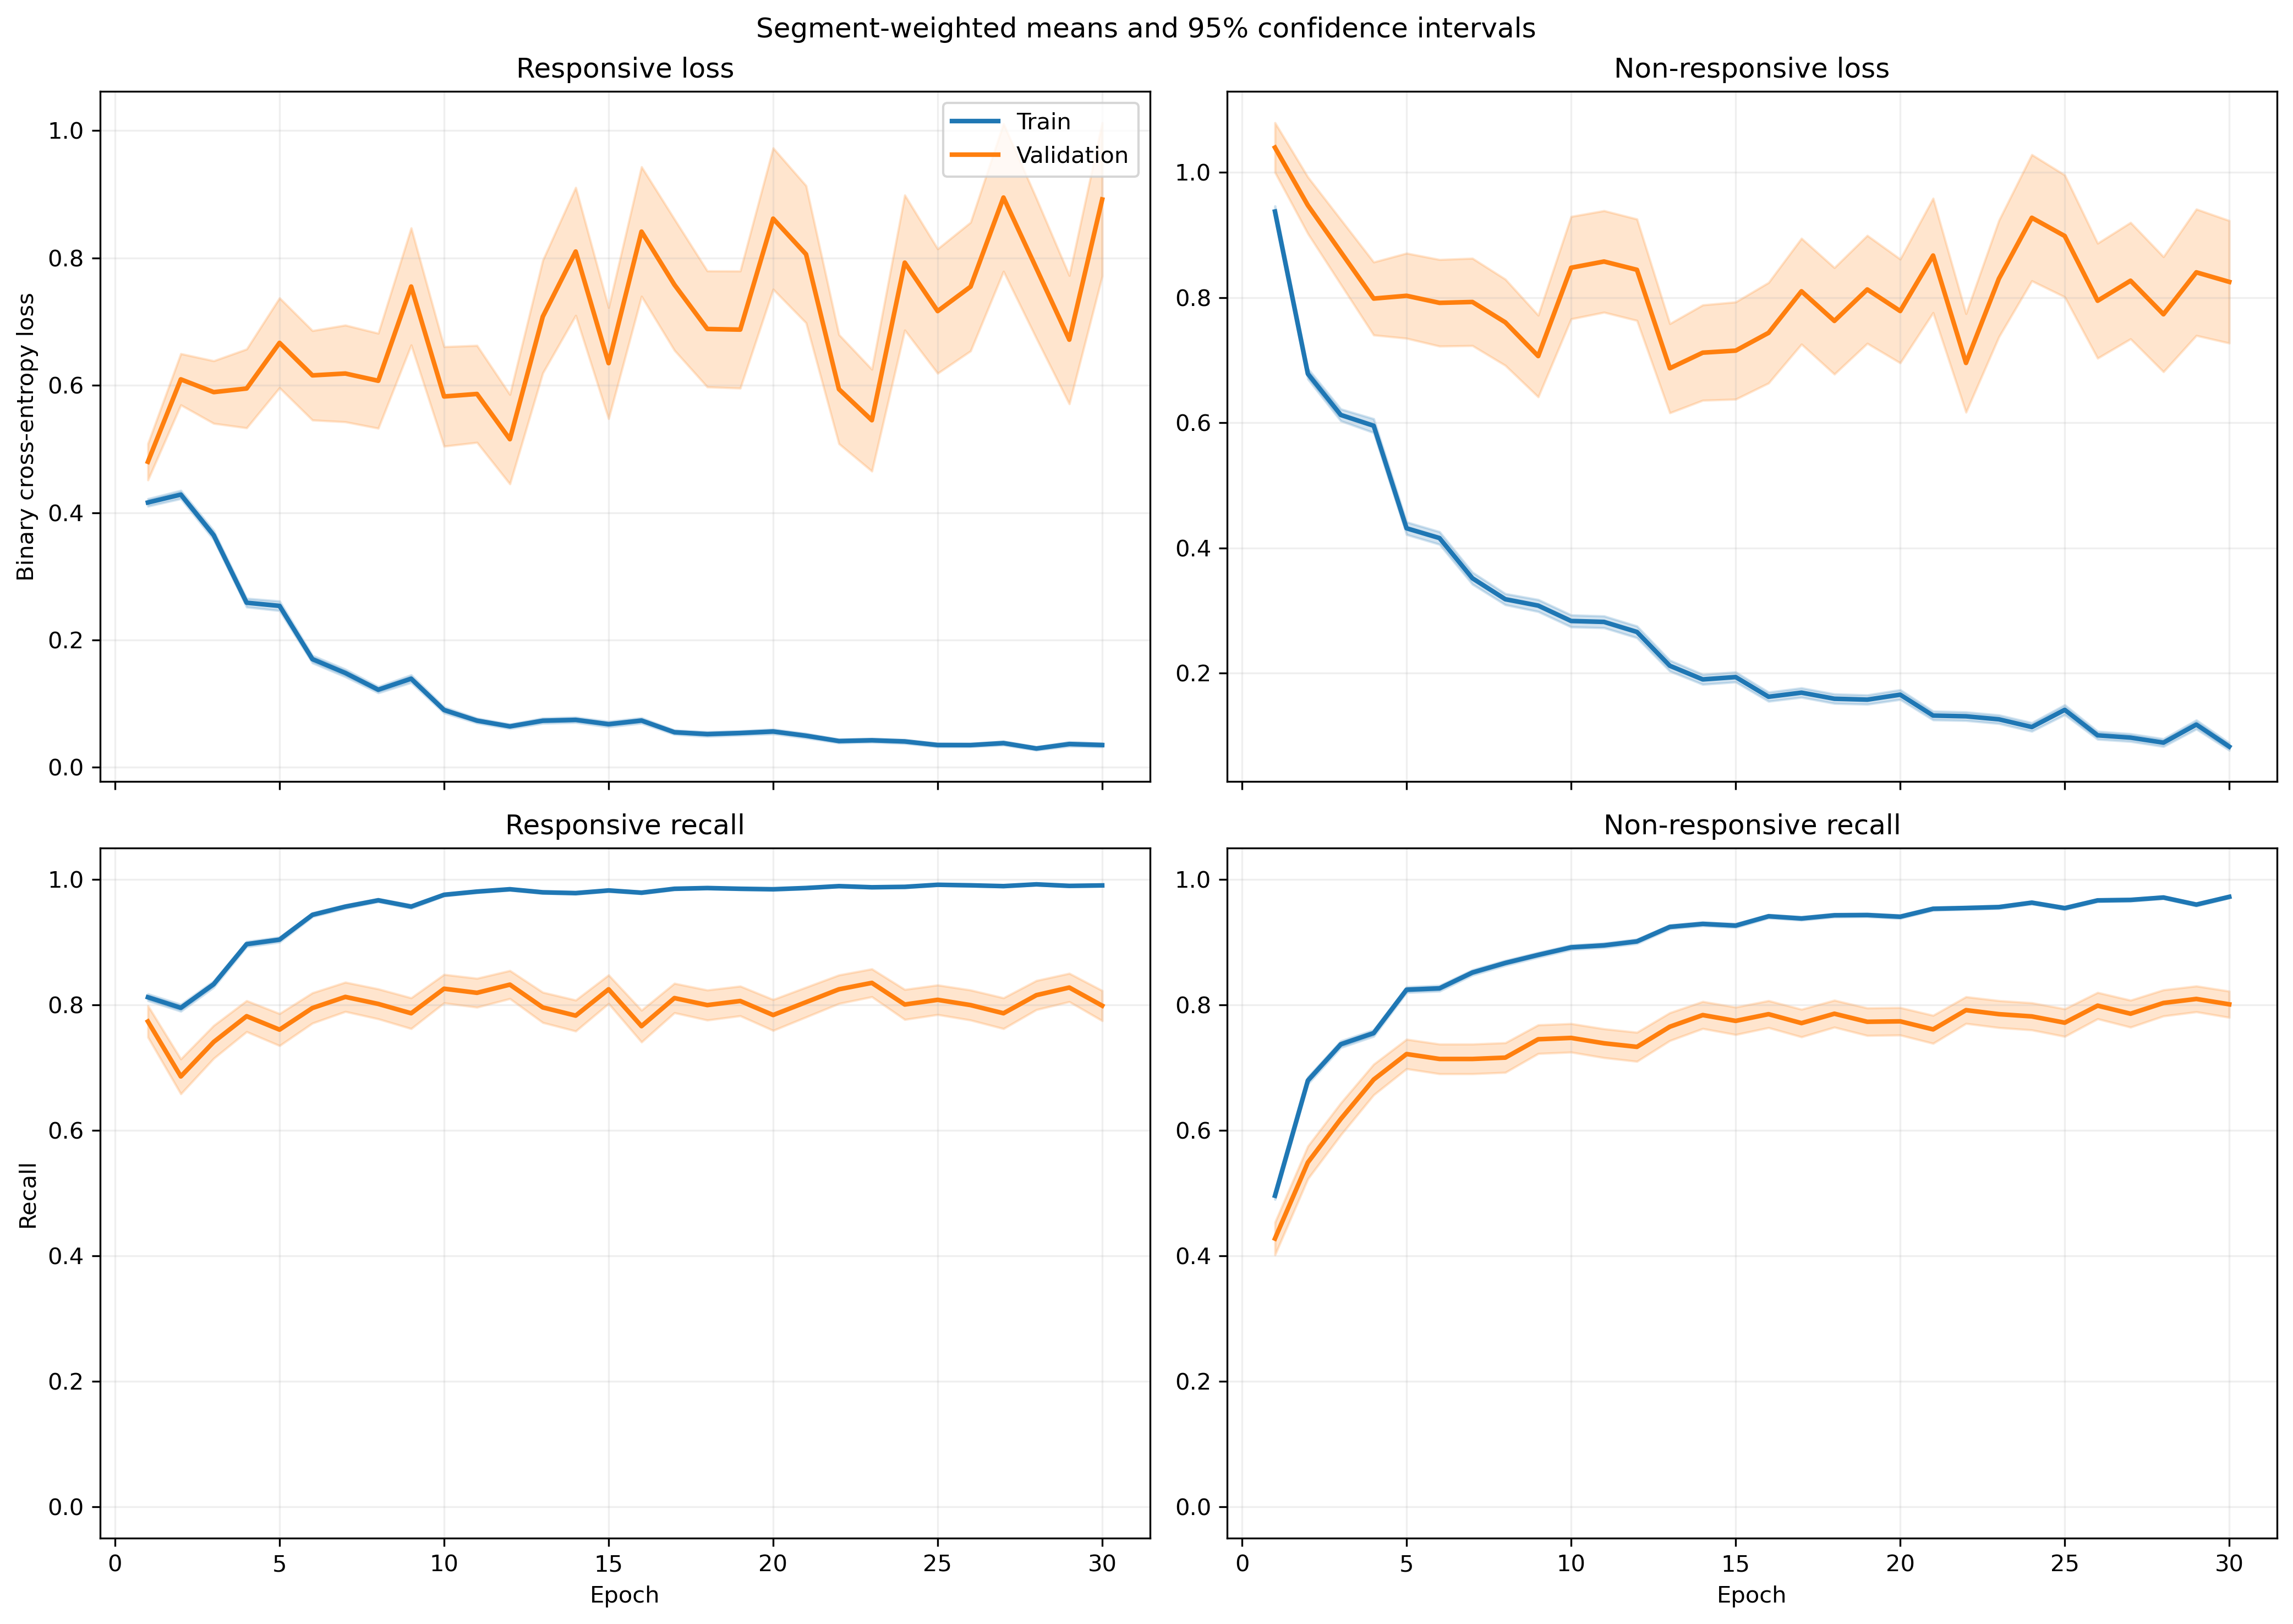 Segment-weighted means and 95% confidence intervals
Responsive loss
Non-responsive loss
Binary cross-entropy loss
1.0
0.8
0.6
0.4
0.2
0.0
Train
Validation
1.0
0.8
0.6
0.4
0.2
Responsive recall
Non-responsive recall
Recall
1.0
0.8
0.6
0.4
0.2
0.0
0 5 10 15 20 25 30
Epoch
1.0
0.8
0.6
0.4
0.2
0.0
0 5 10 15 20 25 30
Epoch